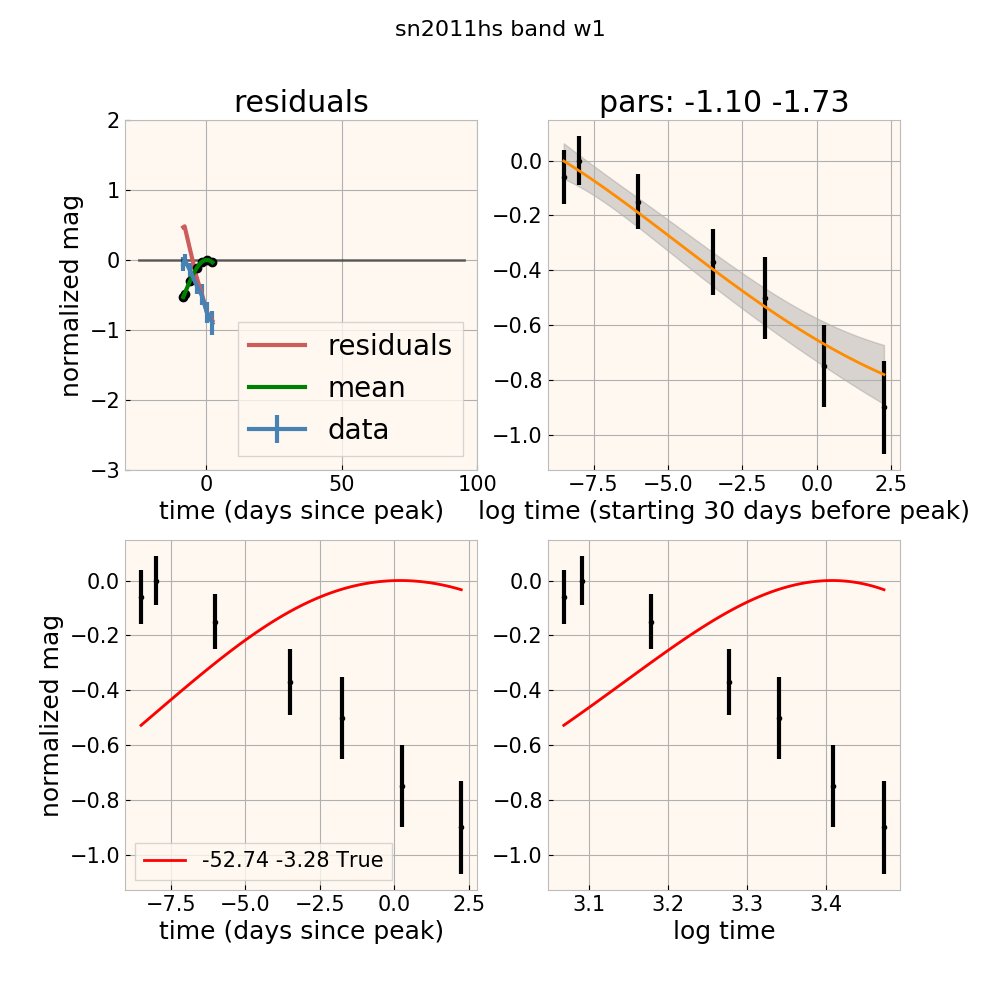 sn2011hs band w1
residuals
pars: -1.10 -1.73
normalized mag
2
1
0
−1
−2
−3
residuals
mean
data
0 50 100
time (days since peak)
0.0
−0.2
−0.4
−0.6
−0.8
−1.0
−7.5 −5.0 −2.5 0.0 2.5
log time (starting 30 days before peak)
normalized mag
0.0
−0.2
−0.4
−0.6
−0.8
−1.0
-52.74 -3.28 True
−7.5 −5.0 −2.5 0.0 2.5
time (days since peak)
0.0
−0.2
−0.4
−0.6
−0.8
−1.0
3.1 3.2 3.3 3.4
log time